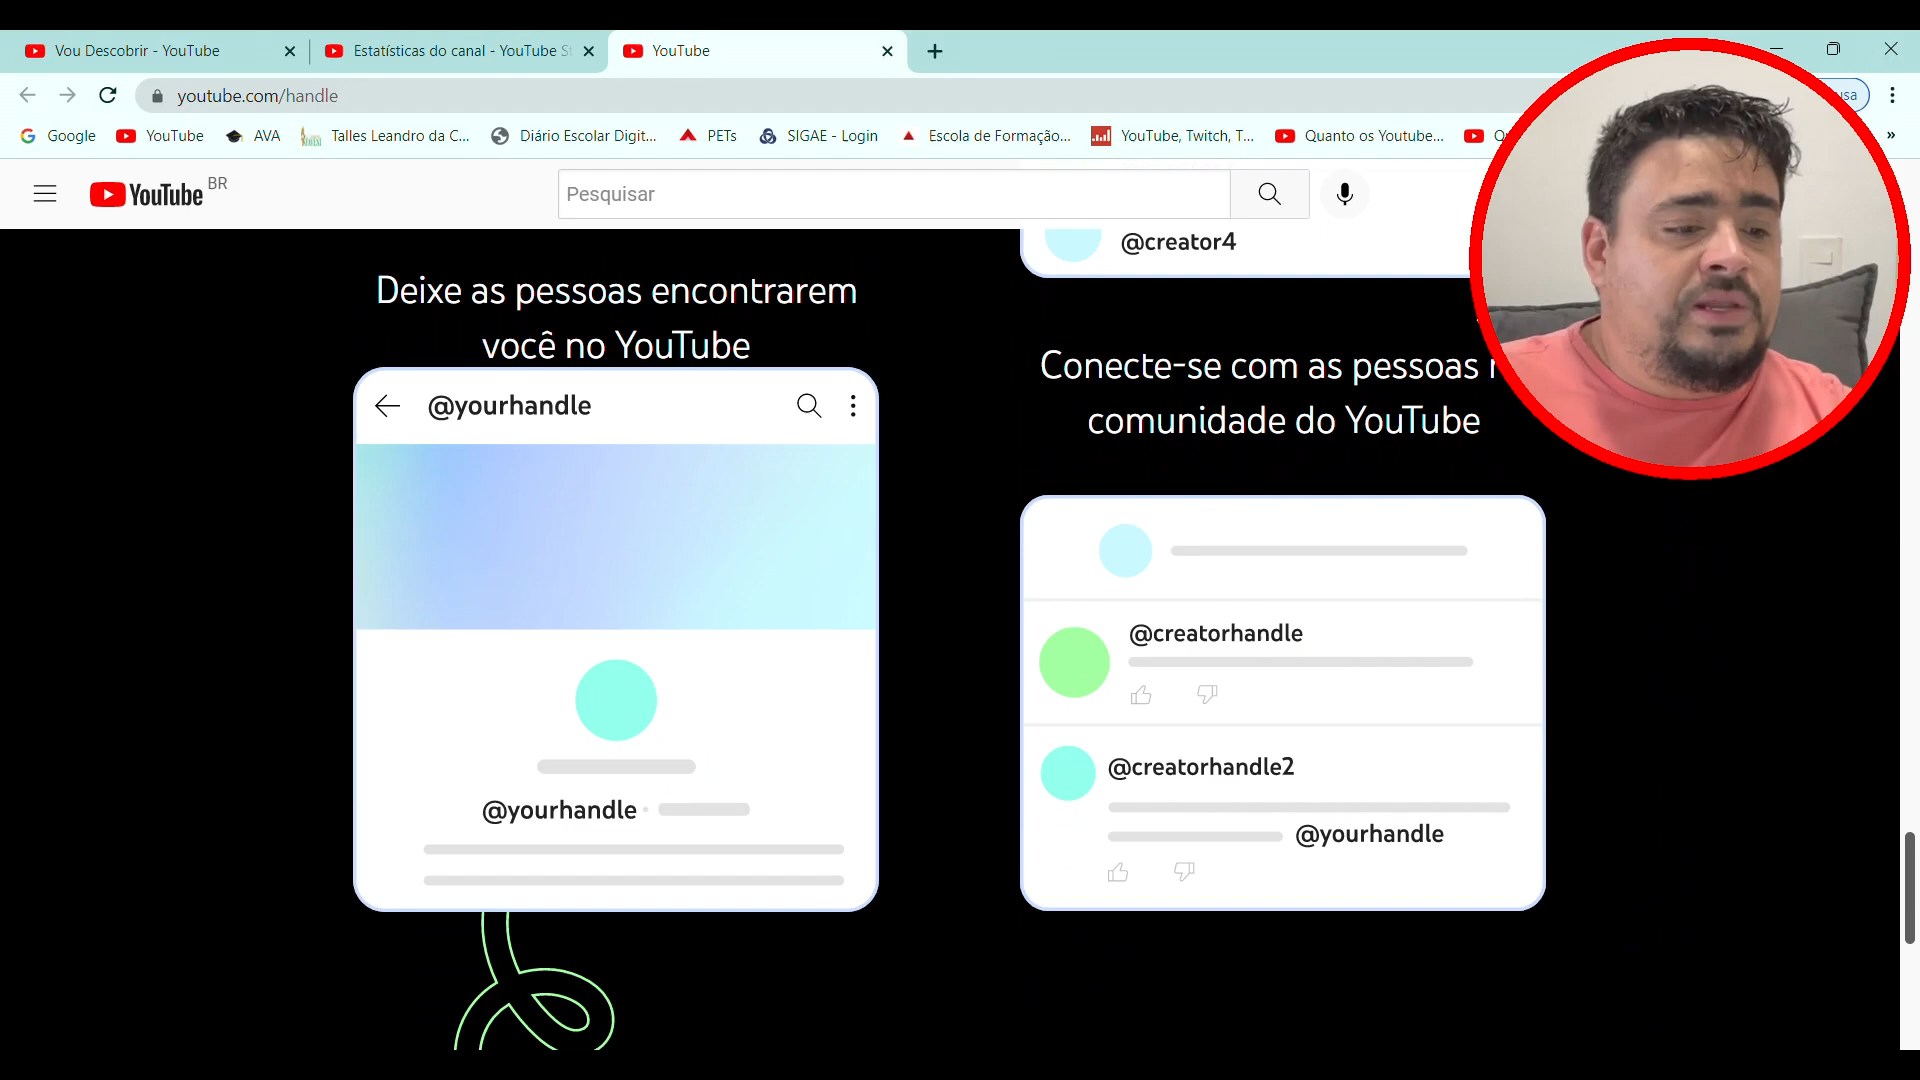 Vou Descobrir - YouTube
Estatísticas do canal - YouTube S
YouTube
youtube.com/handle
usa
Google
YouTube
AVA
Talles Leandro da C...
Diário Escolar Digit...
PETs
SIGAE - Login
Escola de Formação...
YouTube, Twitch, T...
Quanto os Youtube...
»
YouTube BR
Pesquisar
@creator4
Deixe as pessoas encontrarem
você no YouTube
@yourhandle
@yourhandle
Conecte-se com as pessoas
comunidade do YouTube
@creatorhandle
@creatorhandle2
@yourhandle